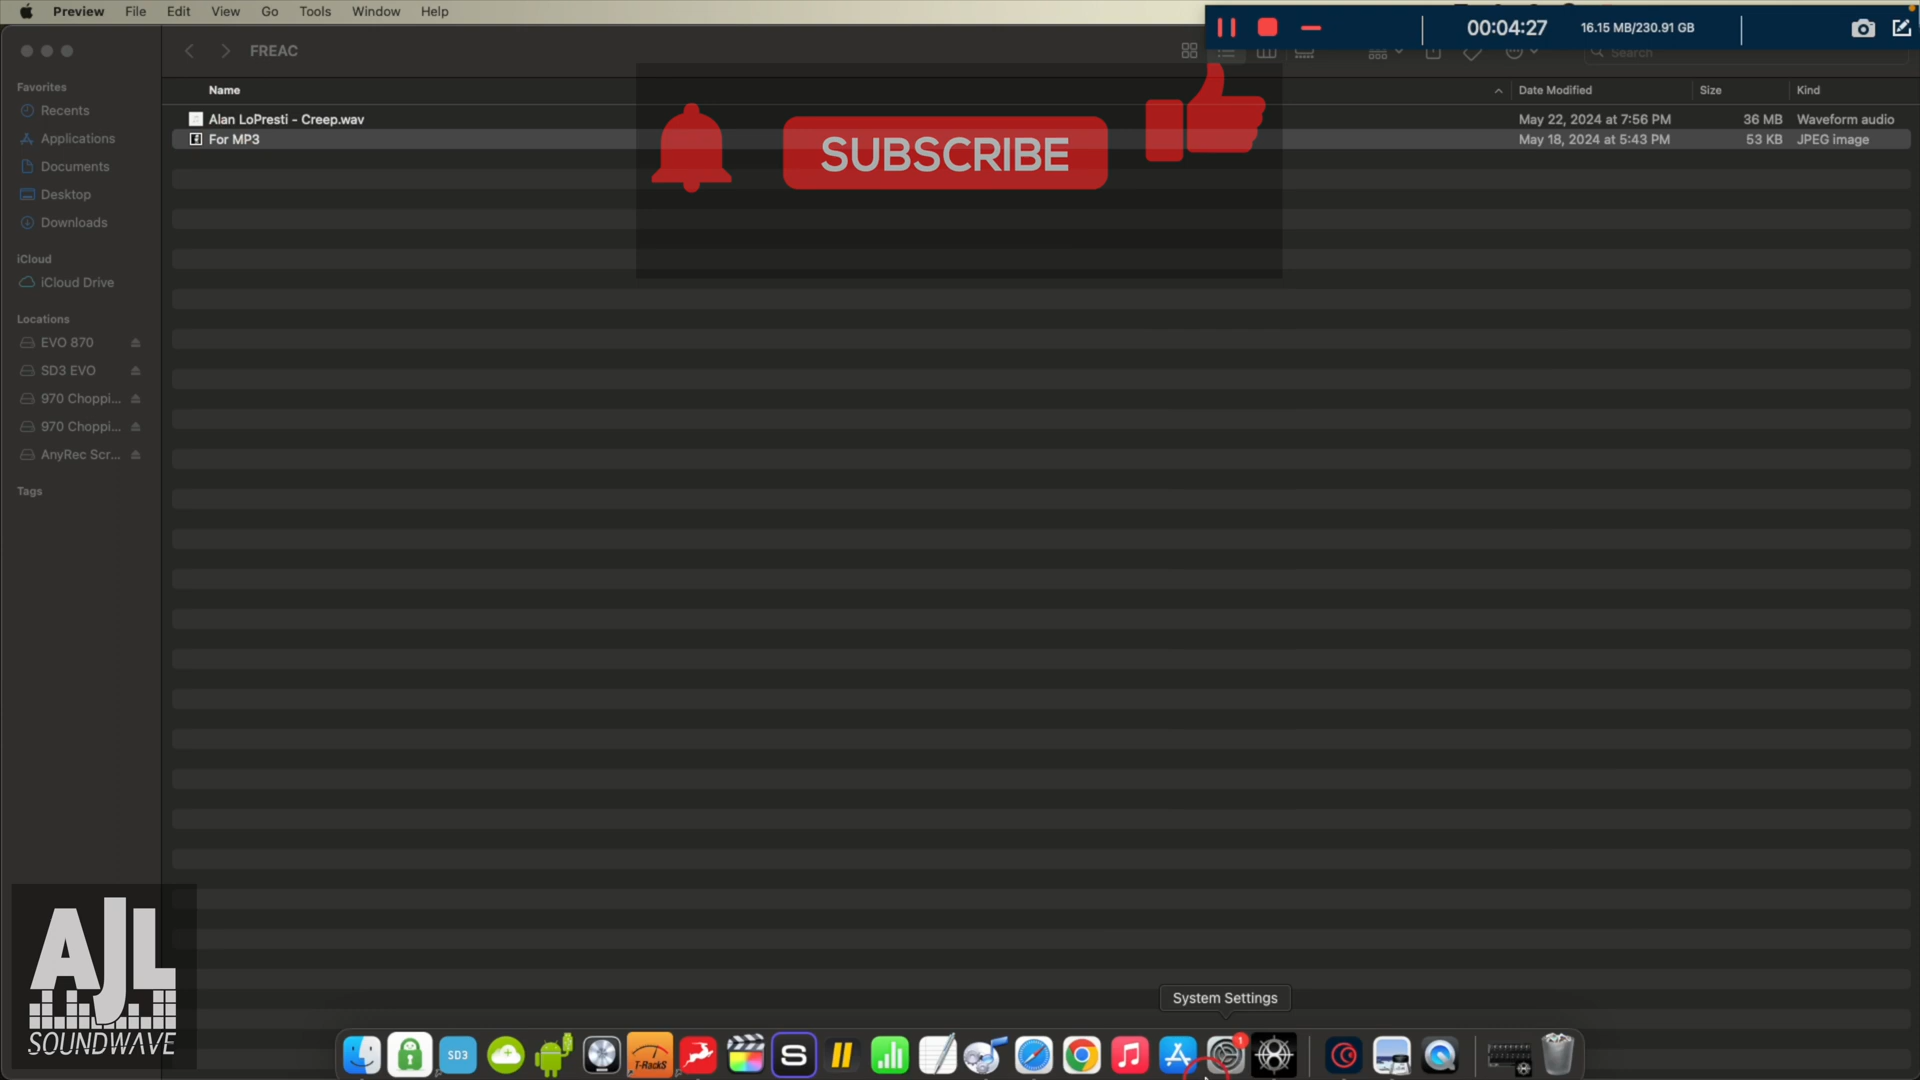 Preview File Edit View Go Tools Window Help
00:04:27 16.15 MB/230.91 GB
FREAC
Search
Favorites
Recents
Applications
Documents
Desktop
Downloads
iCloud
iCloud Drive
Locations
EVO 870
SD3 EVO
970 Choppi...
970 Choppi...
AnyRec Scr...
Tags
Name Date Modified Size Kind
Alan LoPresti - Creep.wav May 22, 2024 at 7:56 PM 36 MB Waveform audio
For MP3 May 18, 2024 at 5:43 PM 53 KB JPEG image
SUBSCRIBE
AJL
SOUNDWAVE
System Settings
SD3
T-RackS
S
1